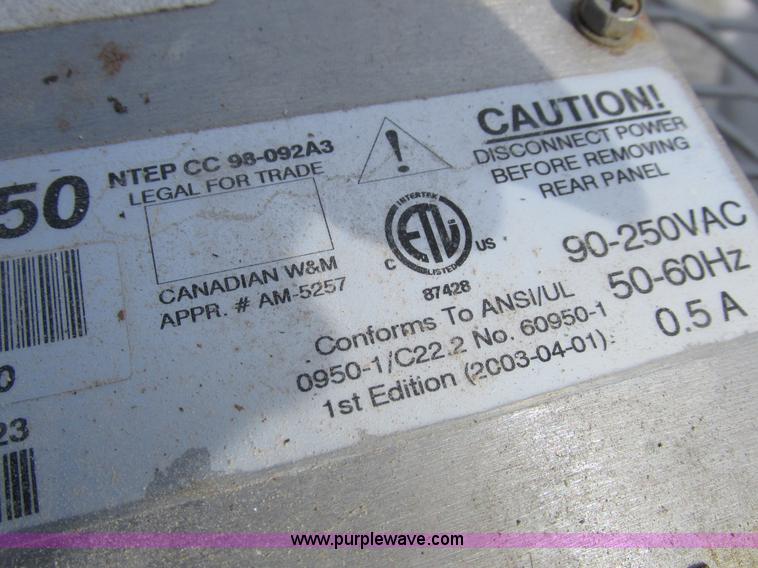 50
NTEP CC 98-092A3
LEGAL FOR TRADE
CANADIAN W&M
APPR. # AM-5257
0
23
!
INTERTEK
ETL
LISTED
C US
87428
CAUTION!
DISCONNECT POWER
BEFORE REMOVING
REAR PANEL
90-250VAC
50-60Hz
0.5 A
Conforms To ANSI/UL
0950-1/C22.2 No. 60950-1
1st Edition (2003-04-01).
www.purplewave.com